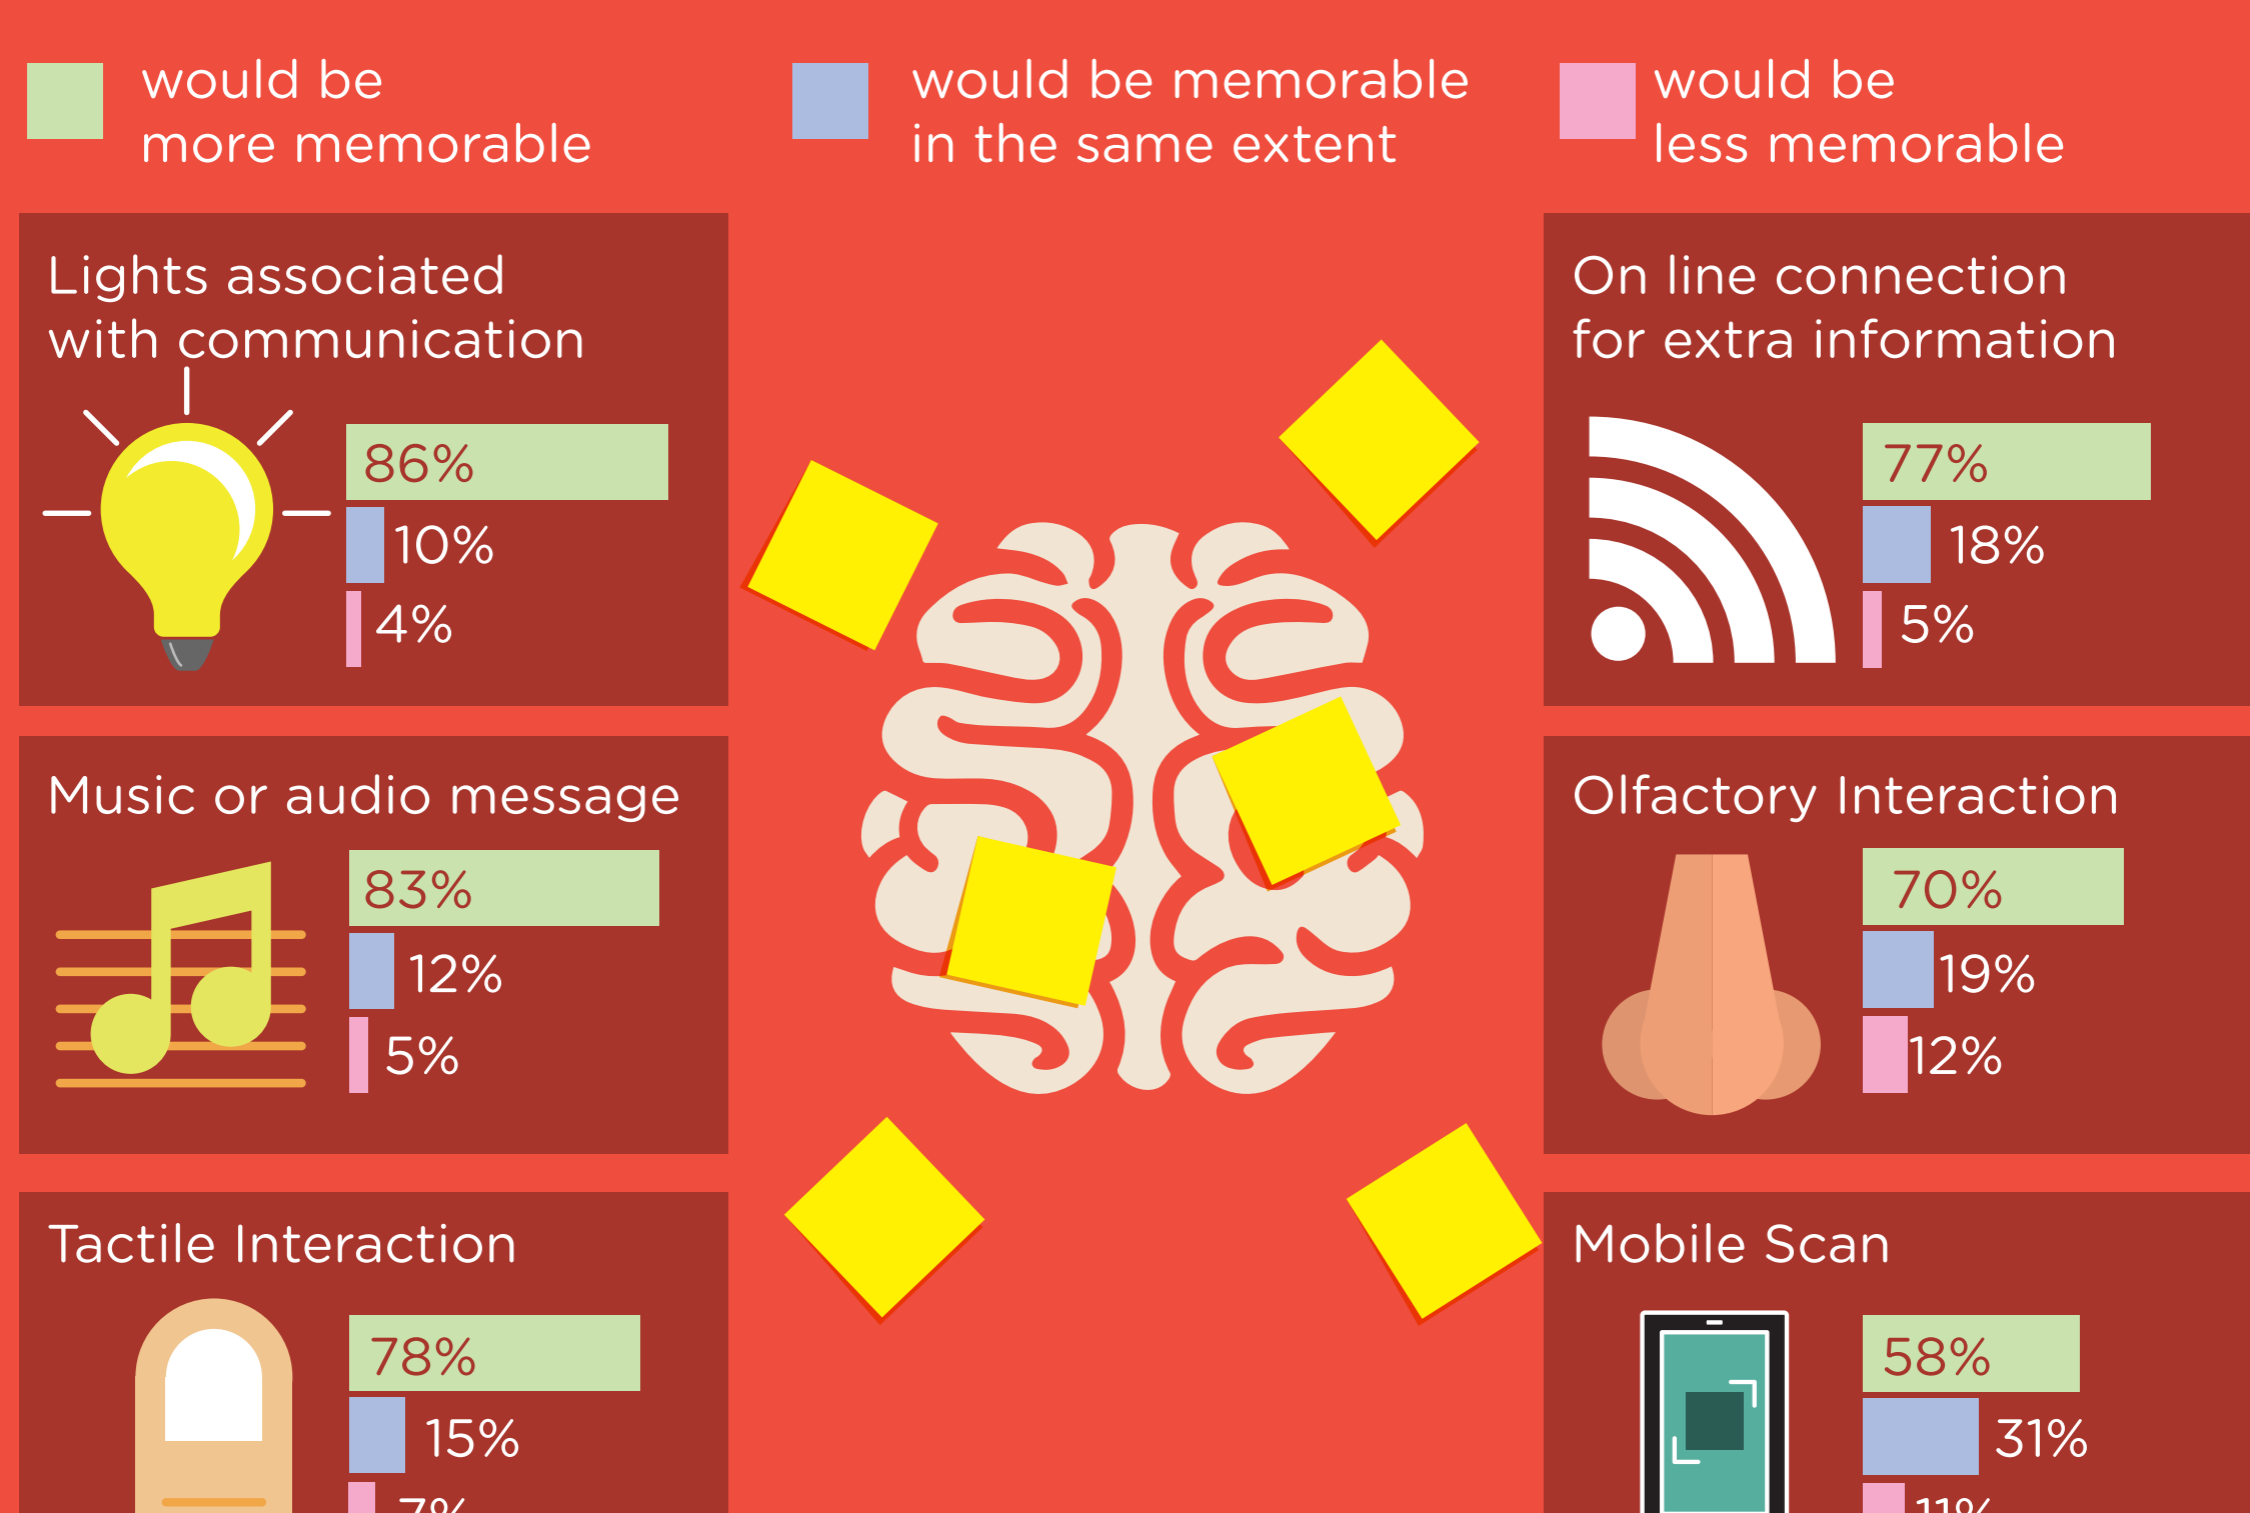 would be
more memorable
would be memorable
in the same extent
would be
less memorable
Lights associated
with communication
86%
10%
4%
On line connection
for extra information
77%
18%
5%
Music or audio message
83%
12%
5%
Olfactory Interaction
70%
19%
12%
Tactile Interaction
78%
15%
7%
Mobile Scan
58%
31%
11%